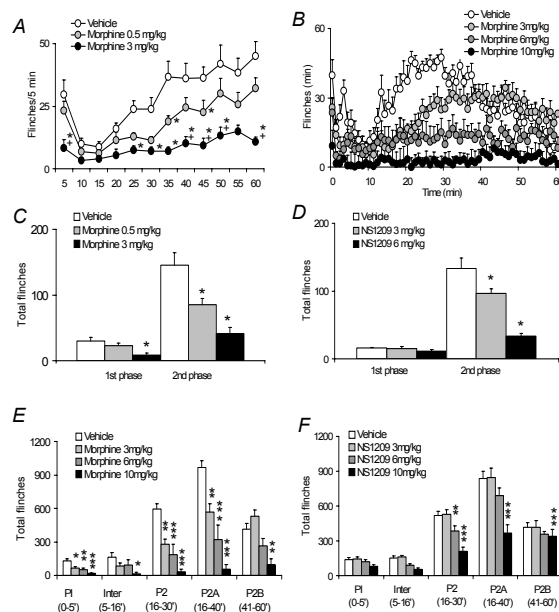 A
Vehicle
Morphine 0.5 mg/kg
Morphine 3 mg/kg
Flinches/5 min
50
25
0
5 10 15 20 25 30 35 40 45 50 55 60
* + * * * + * + * + * + *
B
Vehicle
Morphine 3mg/kg
Morphine 6mg/kg
Morphine 10mg/kg
Flinches (min)
60
30
0
0 10 20 30 40 50 60
Time (min)
C
Vehicle
Morphine 0.5 mg/kg
Morphine 3 mg/kg
Total flinches
200
100
0
* * *
1st phase 2nd phase
D
Vehicle
NS1209 3 mg/kg
NS1209 6 mg/kg
Total flinches
200
100
0
* *
1st phase 2nd phase
E
Vehicle
Morphine 3mg/kg
Morphine 6mg/kg
Morphine 10mg/kg
Total flinches
1200
900
600
300
0
* ** *** * ** *** *** ** *** *** **
PI Inter P2 P2A P2B
(0-5') (5-16') (16-30') (16-40') (41-60')
F
Vehicle
NS1209 3mg/kg
NS1209 6mg/kg
NS1209 10mg/kg
Total flinches
1200
900
600
300
0
** *** *** ***
PI Inter P2 P2A P2B
(0-5') (5-16') (16-30') (16-40') (41-60')